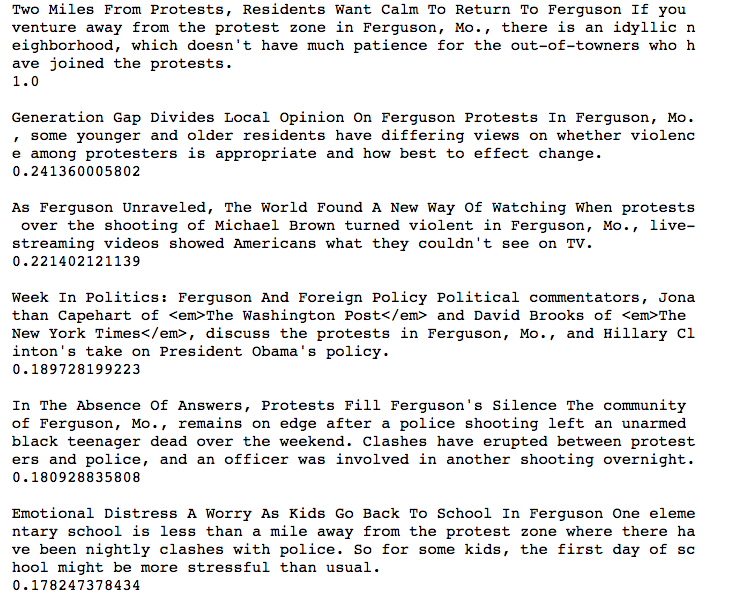 Two Miles From Protests, Residents Want Calm To Return To Ferguson If you
venture away from the protest zone in Ferguson, Mo., there is an idyllic n
eighborhood, which doesn't have much patience for the out-of-towners who h
ave joined the protests.
1.0
Generation Gap Divides Local Opinion On Ferguson Protests In Ferguson, Mo.
, some younger and older residents have differing views on whether violenc
e among protesters is appropriate and how best to effect change.
0.241360005802
As Ferguson Unraveled, The World Found A New Way Of Watching When protests
over the shooting of Michael Brown turned violent in Ferguson, Mo., live-
streaming videos showed Americans what they couldn't see on TV.
0.221402121139
Week In Politics: Ferguson And Foreign Policy Political commentators, Jona
than Capehart of <em>The Washington Post</em> and David Brooks of <em>The
New York Times</em>, discuss the protests in Ferguson, Mo., and Hillary Cl
inton's take on President Obama's policy.
0.189728199223
In The Absence Of Answers, Protests Fill Ferguson's Silence The community
of Ferguson, Mo., remains on edge after a police shooting left an unarmed
black teenager dead over the weekend. Clashes have erupted between protest
ers and police, and an officer was involved in another shooting overnight.
0.180928835808
Emotional Distress A Worry As Kids Go Back To School In Ferguson One eleme
ntary school is less than a mile away from the protest zone where there ha
ve been nightly clashes with police. So for some kids, the first day of sc
hool might be more stressful than usual.
0.178247378434